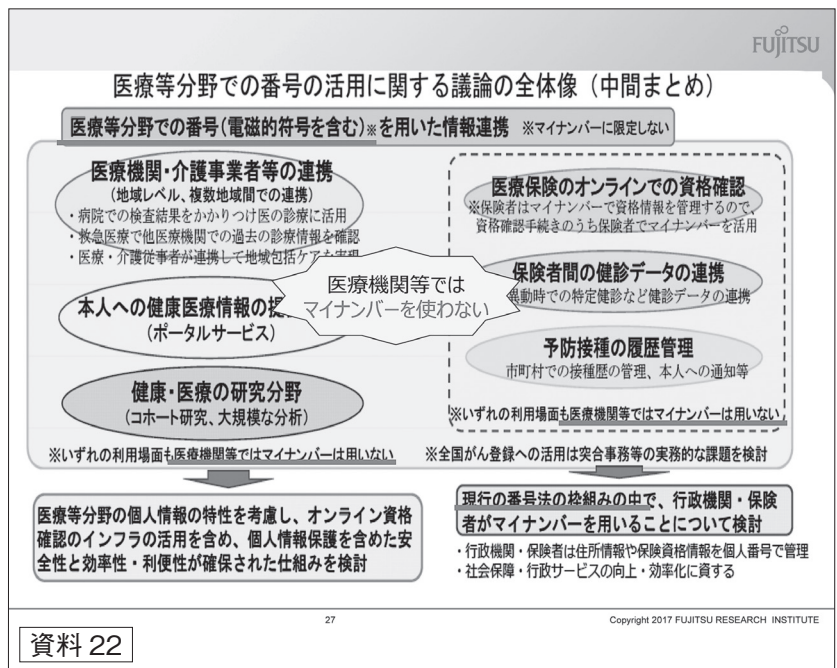 FUJITSU
医療等分野での番号の活用に関する議論の全体像（中間まとめ）
医療等分野での番号（電磁的符号を含む）※を用いた情報連携 ※マイナンバーに限定しない
医療機関・介護事業者等の連携
（地域レベル、複数地域間での連携）
・病院での検査結果をかかりつけ医の診療に活用
・救急医療で他医療機関での過去の診療情報を確認
・医療・介護従事者が連携して地域包括ケアを実現
本人への健康医療情報の提
（ポータルサービス）
健康・医療の研究分野
（コホート研究、大規模な分析）
※いずれの利用場面も医療機関等ではマイナンバーは用いない
医療機関等では
マイナンバーを使わない
医療保険のオンラインでの資格確認
※保険者はマイナンバーで資格情報を管理するので、
資格確認手続きのうち保険者でマイナンバーを活用
保険者間の健診データの連携
異動時での特定健診など健診データの連携
予防接種の履歴管理
市町村での接種歴の管理、本人への通知等
※いずれの利用場面も医療機関等ではマイナンバーは用いない
※全国がん登録への活用は突合事務等の実務的な課題を検討
医療等分野の個人情報の特性を考慮し、オンライン資格
確認のインフラの活用を含め、個人情報保護を含めた安
全性と効率性・利便性が確保された仕組みを検討
現行の番号法の枠組みの中で、行政機関・保険
者がマイナンバーを用いることについて検討
・行政機関・保険者は住所情報や保険資格情報を個人番号で管理
・社会保障・行政サービスの向上・効率化に資する
27
Copyright 2017 FUJITSU RESEARCH INSTITUTE
資料 22